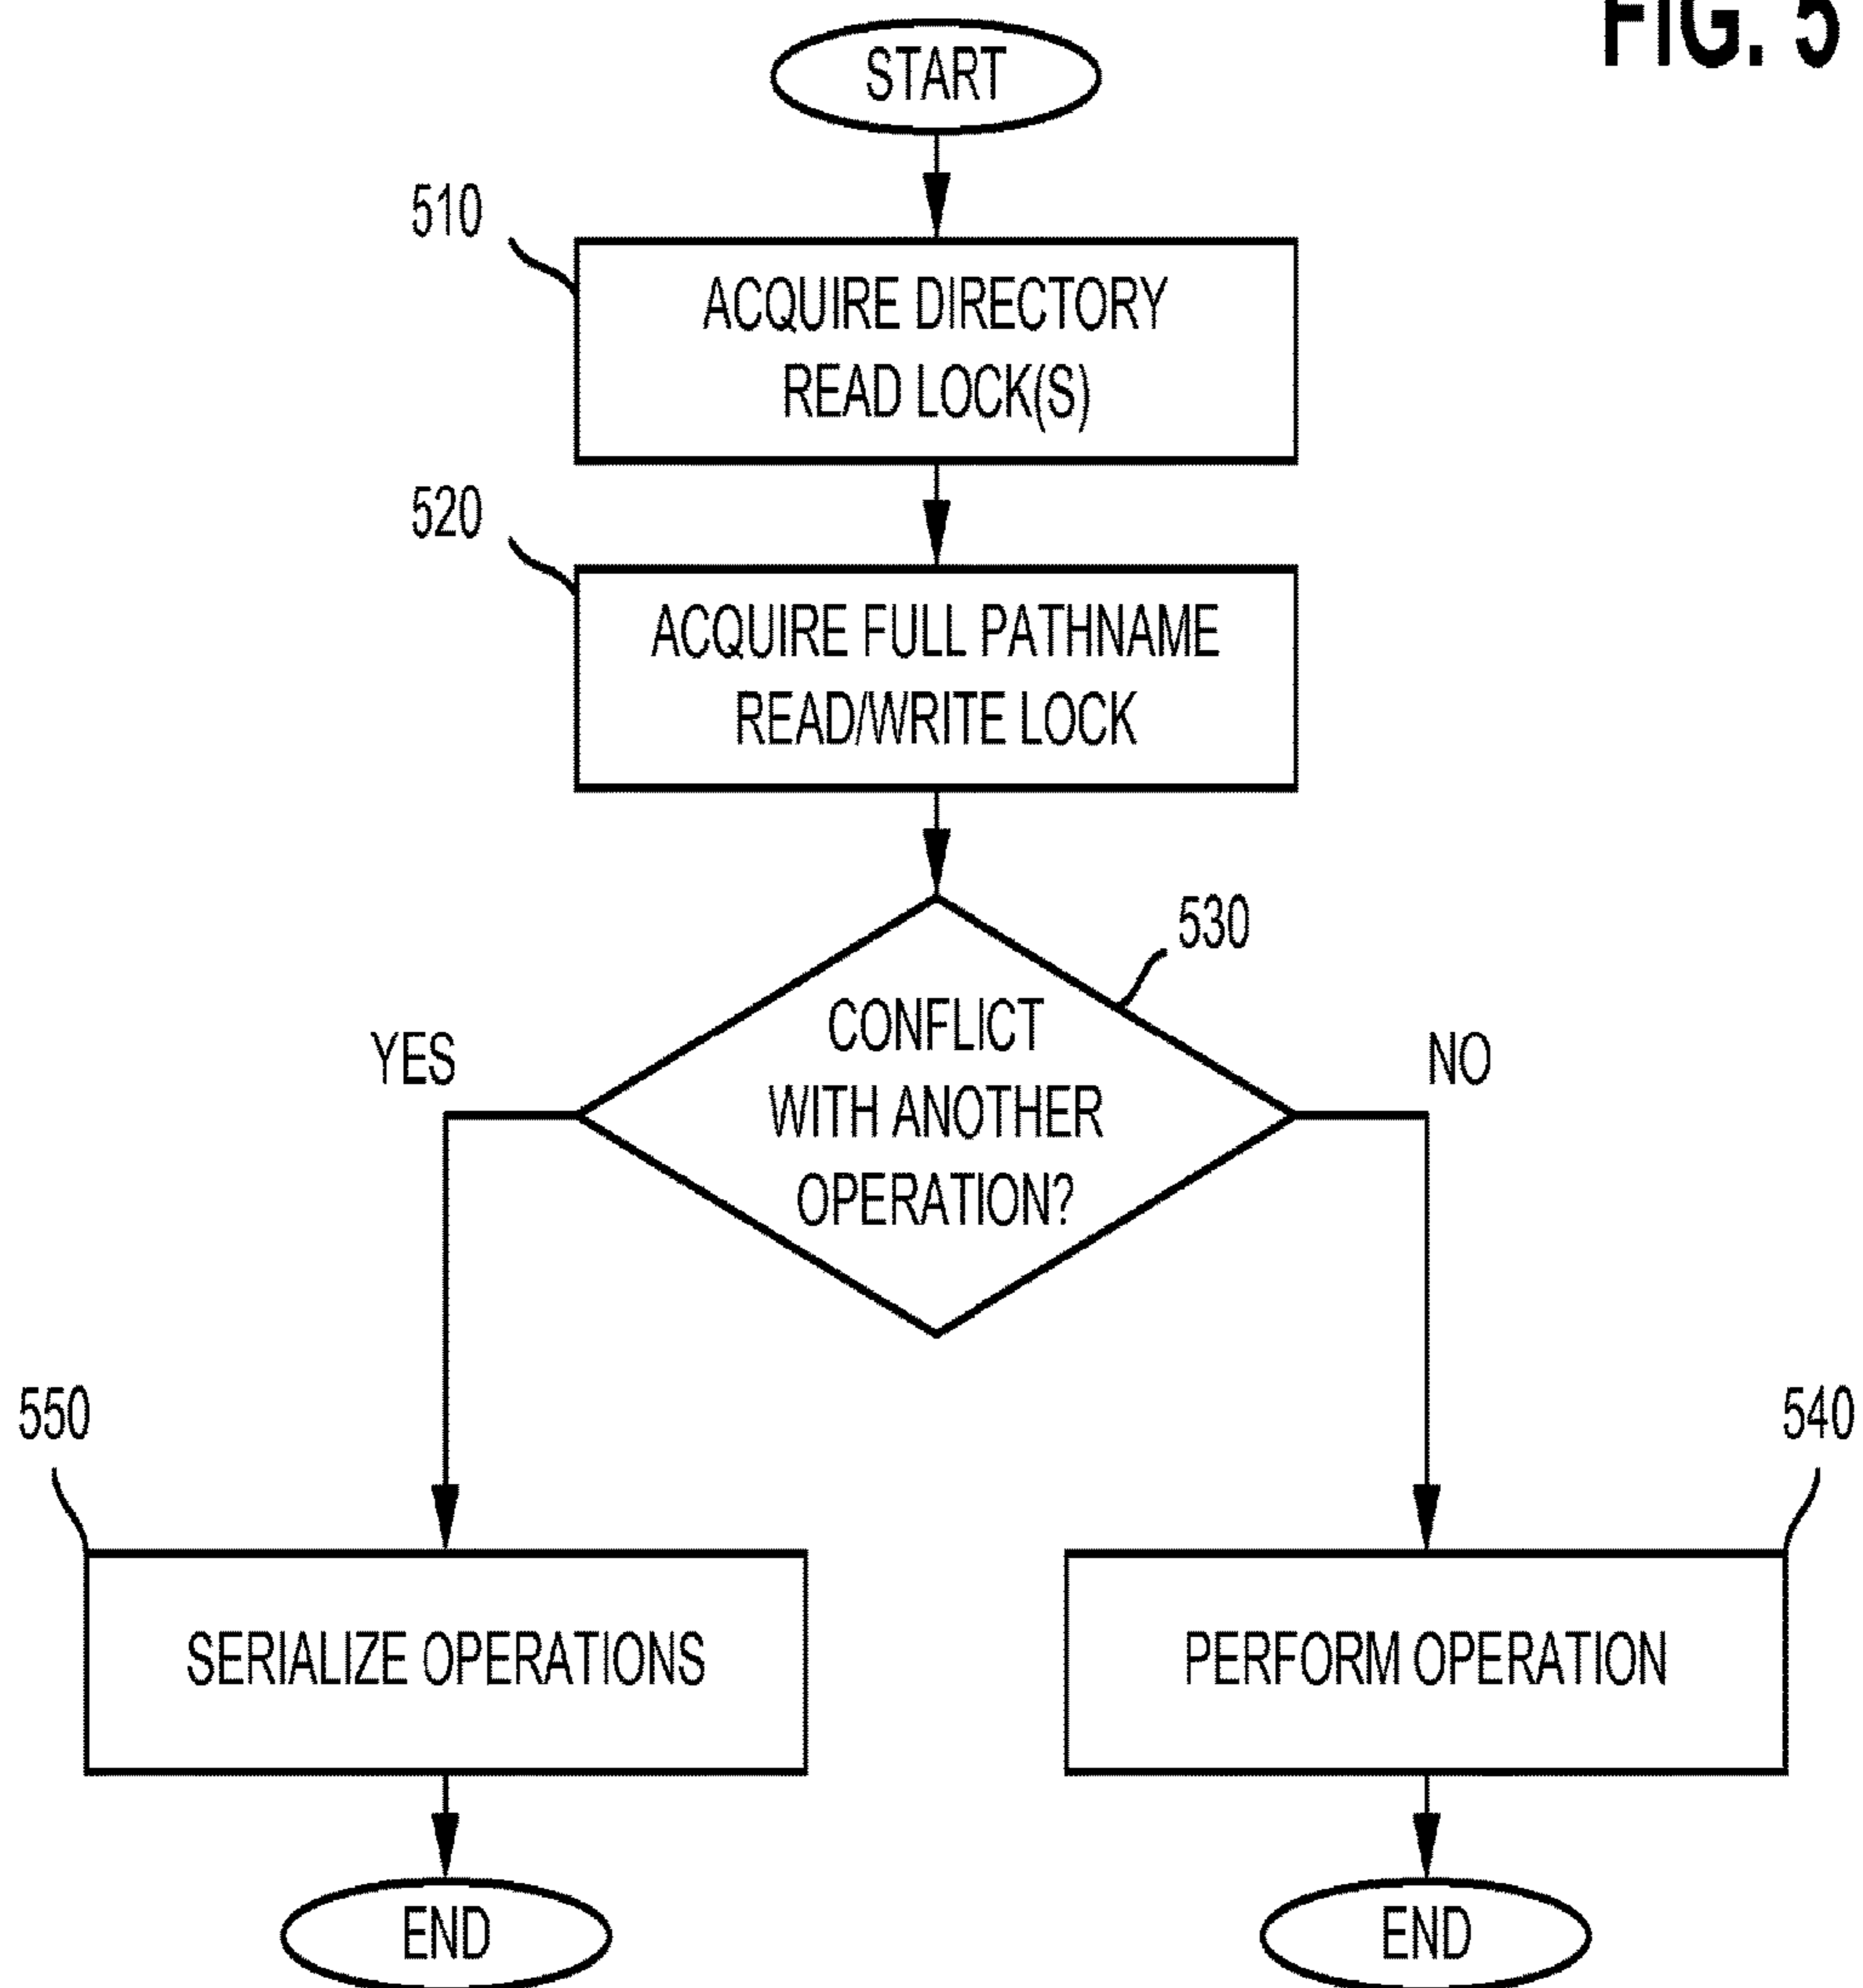 FIG. 5
START
510
ACQUIRE DIRECTORY
READ LOCK(S)
520
ACQUIRE FULL PATHNAME
READ/WRITE LOCK
530
CONFLICT
WITH ANOTHER
OPERATION?
YES
NO
550
540
SERIALIZE OPERATIONS
PERFORM OPERATION
END
END